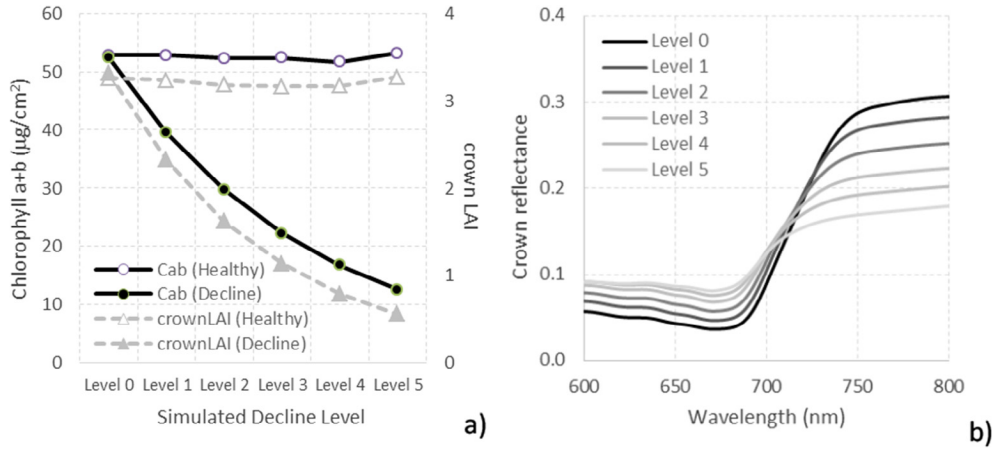 60
50
40
30
20
10
0
Chlorophyll a+b (µg/cm²)
4
3
2
1
0
crown LAI
Cab (Healthy)
Cab (Decline)
crownLAI (Healthy)
crownLAI (Decline)
Level 0 Level 1 Level 2 Level 3 Level 4 Level 5
Simulated Decline Level
a)
0.4
0.3
0.2
0.1
0.0
Crown reflectance
Level 0
Level 1
Level 2
Level 3
Level 4
Level 5
600 650 700 750 800
Wavelength (nm)
b)